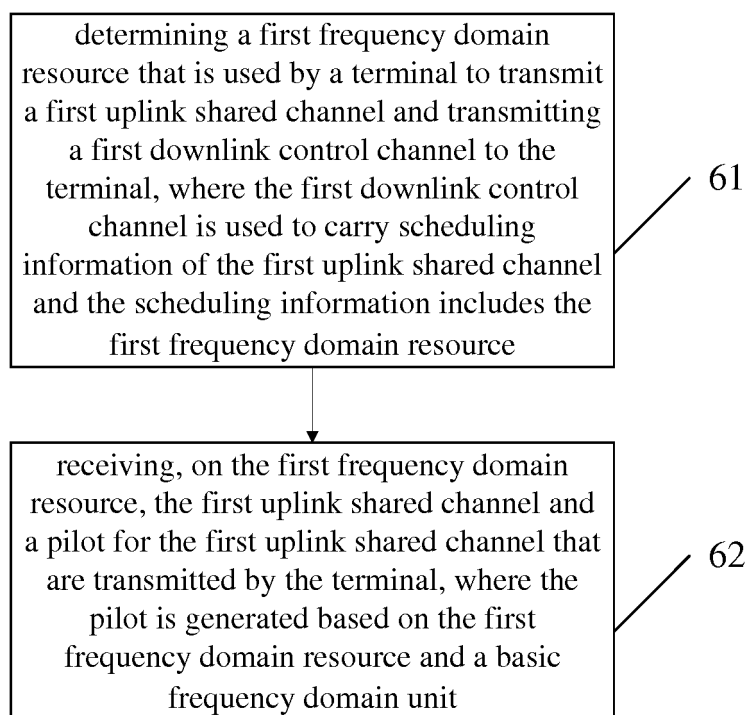 determining a first frequency domain
resource that is used by a terminal to transmit
a first uplink shared channel and transmitting
a first downlink control channel to the
terminal, where the first downlink control
channel is used to carry scheduling
information of the first uplink shared channel
and the scheduling information includes the
first frequency domain resource
61
receiving, on the first frequency domain
resource, the first uplink shared channel and
a pilot for the first uplink shared channel that
are transmitted by the terminal, where the
pilot is generated based on the first
frequency domain resource and a basic
frequency domain unit
62